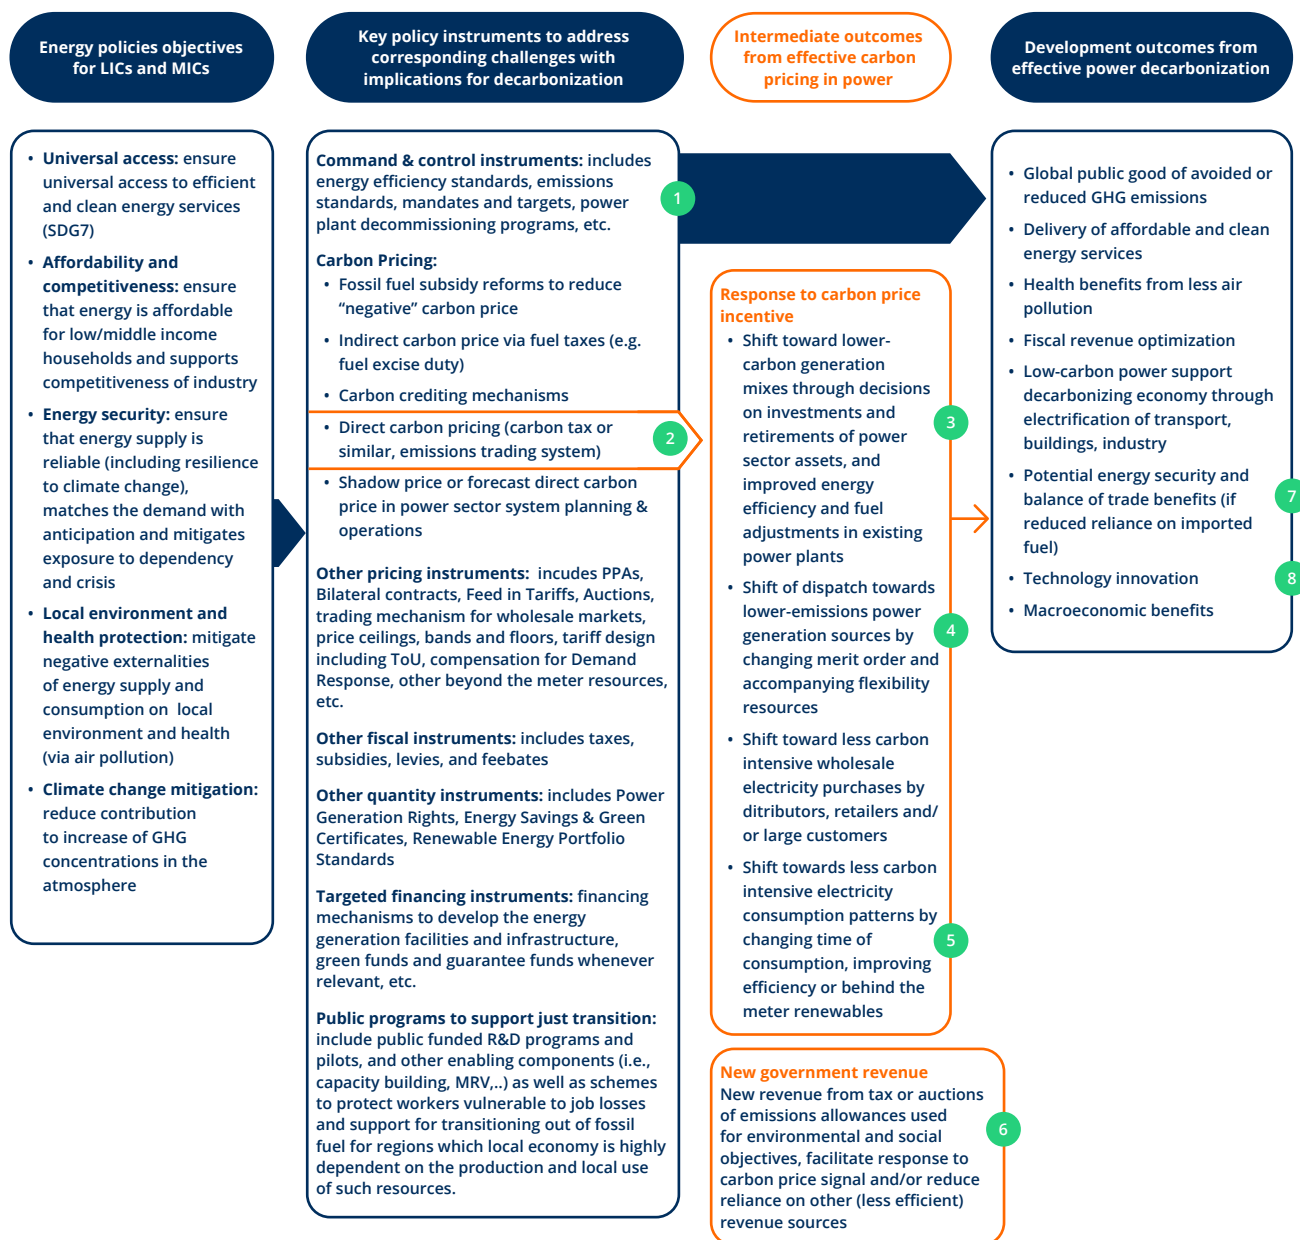 Energy policies objectives
for LICs and MICs
Key policy instruments to address
corresponding challenges with
implications for decarbonization
Intermediate outcomes
from effective carbon
pricing in power
Development outcomes from
effective power decarbonization
• Universal access: ensure
universal access to efficient
and clean energy services
(SDG7)
• Affordability and
competitiveness: ensure
that energy is affordable
for low/middle income
households and supports
competitiveness of industry
• Energy security: ensure
that energy supply is
reliable (including resilience
to climate change),
matches the demand with
anticipation and mitigates
exposure to dependency
and crisis
• Local environment and
health protection: mitigate
negative externalities
of energy supply and
consumption on local
environment and health
(via air pollution)
• Climate change mitigation:
reduce contribution
to increase of GHG
concentrations in the
atmosphere
Command & control instruments: includes
energy efficiency standards, emissions
standards, mandates and targets, power
plant decommissioning programs, etc.
1
Carbon Pricing:
• Fossil fuel subsidy reforms to reduce
“negative” carbon price
• Indirect carbon price via fuel taxes (e.g.
fuel excise duty)
• Carbon crediting mechanisms
• Direct carbon pricing (carbon tax or
similar, emissions trading system)
2
• Shadow price or forecast direct carbon
price in power sector system planning &
operations
Other pricing instruments: incudes PPAs,
Bilateral contracts, Feed in Tariffs, Auctions,
trading mechanism for wholesale markets,
price ceilings, bands and floors, tariff design
including ToU, compensation for Demand
Response, other beyond the meter resources,
etc.
Other fiscal instruments: includes taxes,
subsidies, levies, and feebates
Other quantity instruments: includes Power
Generation Rights, Energy Savings & Green
Certificates, Renewable Energy Portfolio
Standards
Targeted financing instruments: financing
mechanisms to develop the energy
generation facilities and infrastructure,
green funds and guarantee funds whenever
relevant, etc.
Public programs to support just transition:
include public funded R&D programs and
pilots, and other enabling components (i.e.,
capacity building, MRV,..) as well as schemes
to protect workers vulnerable to job losses
and support for transitioning out of fossil
fuel for regions which local economy is highly
dependent on the production and local use
of such resources.
Response to carbon price
incentive
• Shift toward lower-
carbon generation
mixes through decisions
on investments and
retirements of power
sector assets, and
improved energy
efficiency and fuel
adjustments in existing
power plants
3
• Shift of dispatch towards
lower-emissions power
generation sources by
changing merit order and
accompanying flexibility
resources
4
• Shift toward less carbon
intensive wholesale
electricity purchases by
ditributors, retailers and/
or large customers
• Shift towards less carbon
intensive electricity
consumption patterns by
changing time of
consumption, improving
efficiency or behind the
meter renewables
5
New government revenue
New revenue from tax or auctions
of emissions allowances used
for environmental and social
objectives, facilitate response to
carbon price signal and/or reduce
reliance on other (less efficient)
revenue sources
6
• Global public good of avoided or
reduced GHG emissions
• Delivery of affordable and clean
energy services
• Health benefits from less air
pollution
• Fiscal revenue optimization
• Low-carbon power support
decarbonizing economy through
electrification of transport,
buildings, industry
• Potential energy security and
balance of trade benefits (if
reduced reliance on imported
fuel)
7
• Technology innovation
8
• Macroeconomic benefits